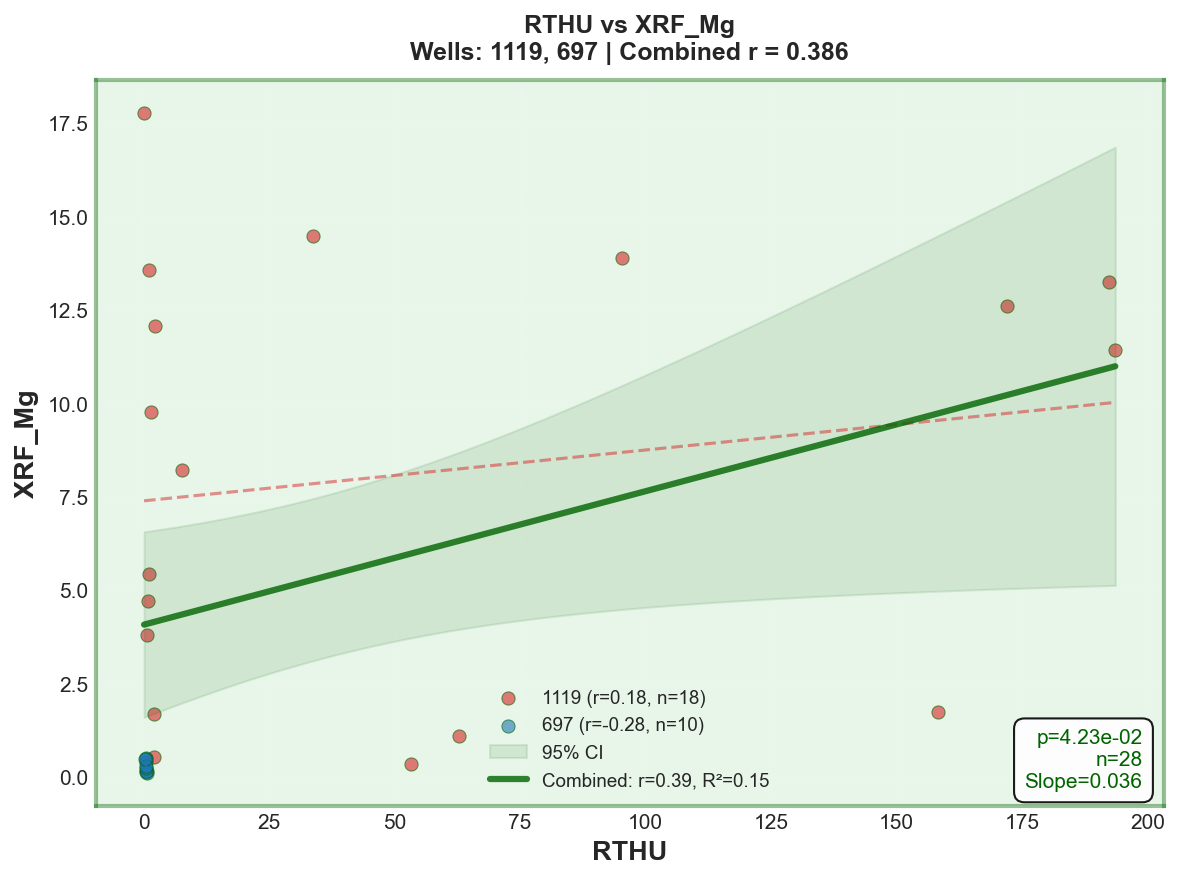 RTHU vs XRF_Mg
Wells: 1119, 697 | Combined r = 0.386
XRF_Mg
17.5
15.0
12.5
10.0
7.5
5.0
2.5
0.0
1119 (r=0.18, n=18)
697 (r=-0.28, n=10)
95% CI
Combined: r=0.39, R²=0.15
p=4.23e-02
n=28
Slope=0.036
0
25
50
75
100
125
150
175
200
RTHU